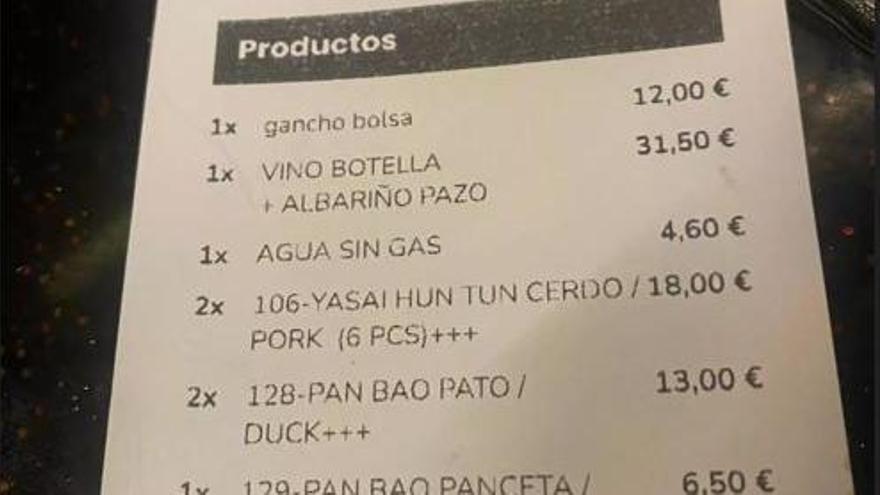 Productos
1x gancho bolsa 12,00 €
1x VINO BOTELLA 31,50 €
+ ALBARIÑO PAZO
1x AGUA SIN GAS 4,60 €
2x 106-YASAI HUN TUN CERDO / 18,00 €
PORK (6 PCS)+++
2x 128-PAN BAO PATO / 13,00 €
DUCK+++
1x 129-PAN BAO PANCETA / 6,50 €